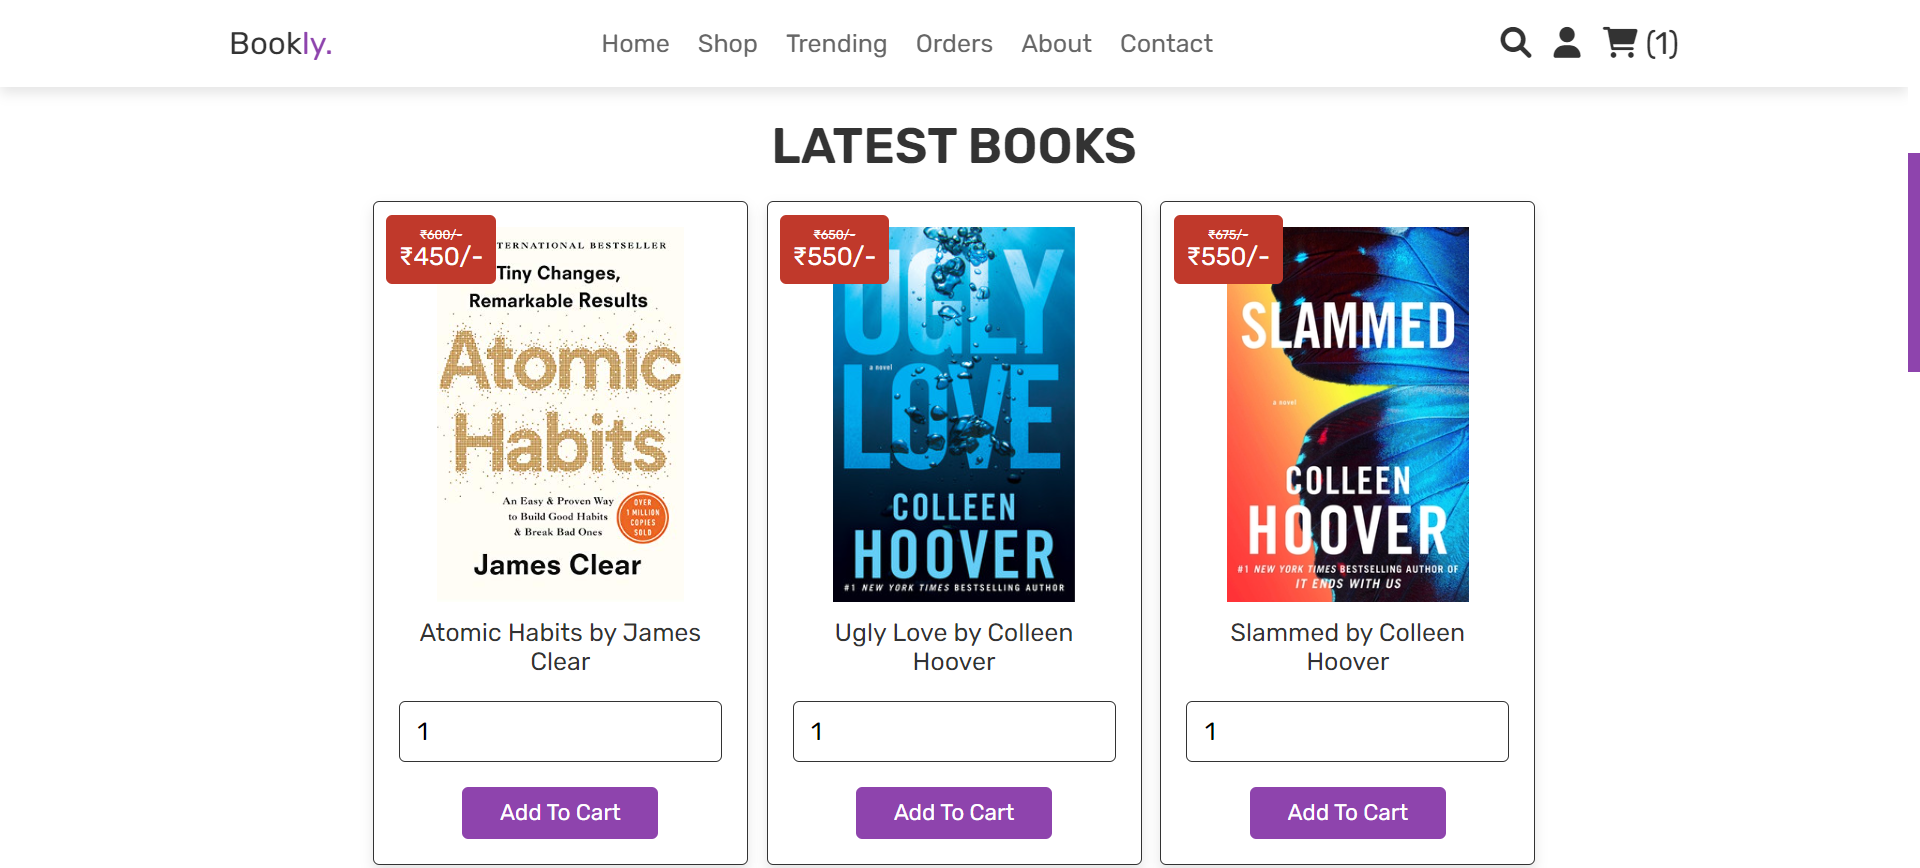 Bookly.
Home Shop Trending Orders About Contact
(1)
LATEST BOOKS
₹600/-
₹450/-
TERNATIONAL BESTSELLER
Tiny Changes,
Remarkable Results
Atomic
Habits
An Easy & Proven Way
to Build Good Habits
& Break Bad Ones
OVER
1 MILLION
COPIES
SOLD
James Clear
Atomic Habits by James
Clear
1
Add To Cart
₹650/-
₹550/-
UGLY
a novel
LOVE
COLLEEN
HOOVER
#1 NEW YORK TIMES BESTSELLING AUTHOR
Ugly Love by Colleen
Hoover
1
Add To Cart
₹675/-
₹550/-
SLAMMED
a novel
COLLEEN
HOOVER
#1 NEW YORK TIMES BESTSELLING AUTHOR OF
IT ENDS WITH US
Slammed by Colleen
Hoover
1
Add To Cart